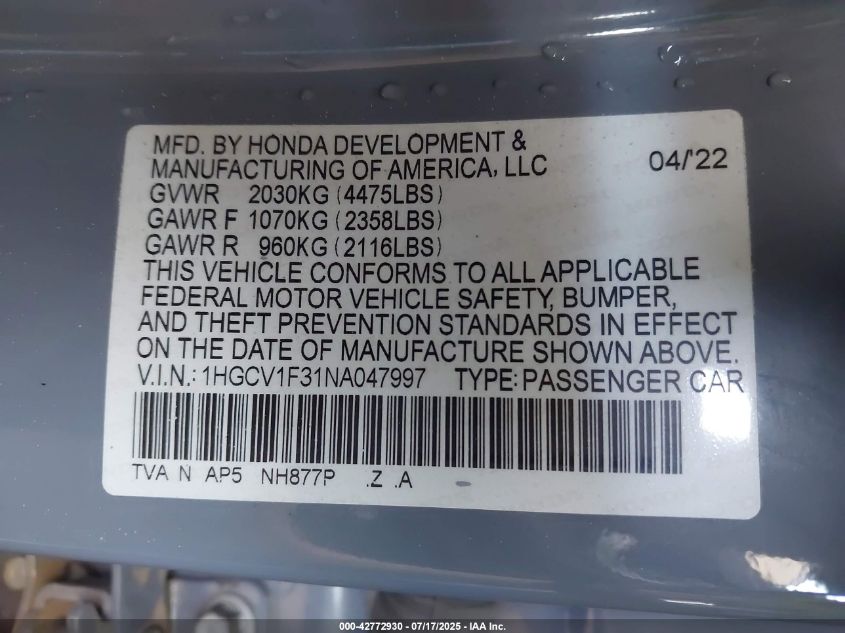 MFD. BY HONDA DEVELOPMENT &
MANUFACTURING OF AMERICA, LLC 04/'22
GVWR 2030KG (4475LBS)
GAWR F 1070KG (2358LBS)
GAWR R 960KG (2116LBS)
THIS VEHICLE CONFORMS TO ALL APPLICABLE
FEDERAL MOTOR VEHICLE SAFETY, BUMPER,
AND THEFT PREVENTION STANDARDS IN EFFECT
ON THE DATE OF MANUFACTURE SHOWN ABOVE.
V.I.N.: 1HGCV1F31NA047997 TYPE: PASSENGER CAR
TVA N AP5 NH877P .Z .A
000-42772930 - 07/17/2025 - IAA Inc.